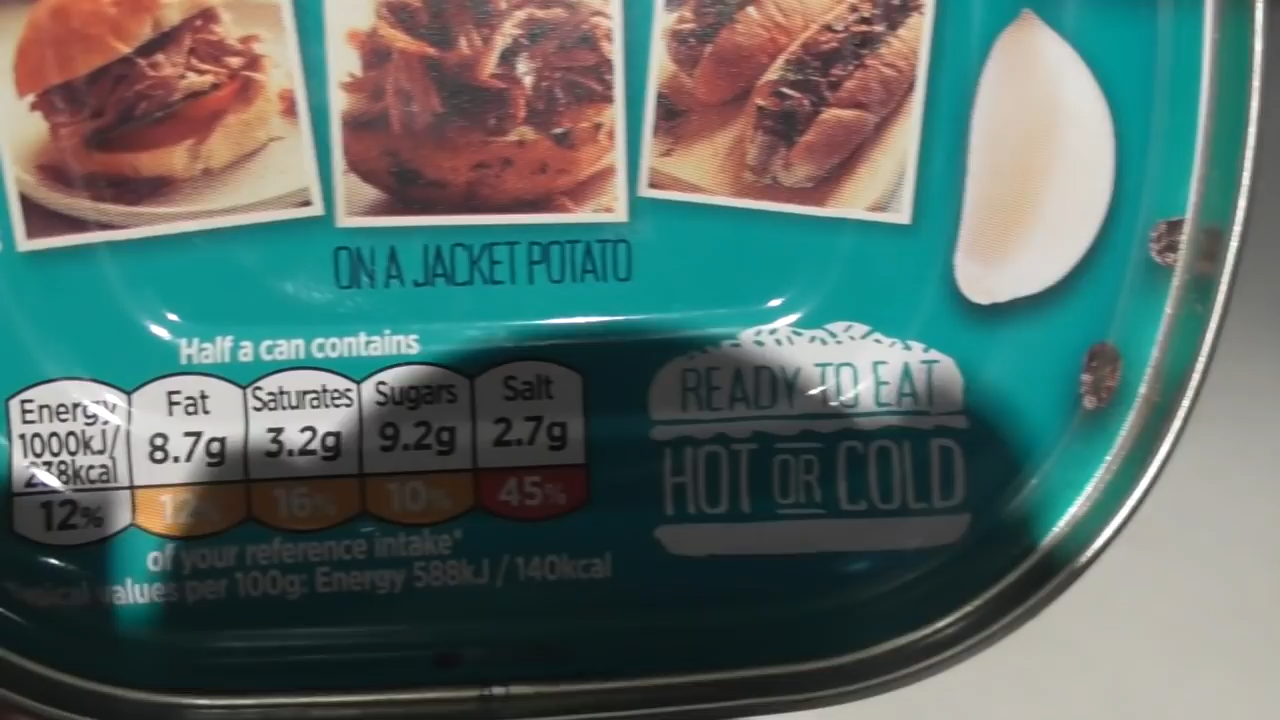 ON A JACKET POTATO
Half a can contains
Energy 1000kJ/ 238kcal 12%
Fat 8.7g 12%
Saturates 3.2g 16%
Sugars 9.2g 10%
Salt 2.7g 45%
of your reference intake*
values per 100g: Energy 588kJ / 140kcal
READY TO EAT
HOT OR COLD